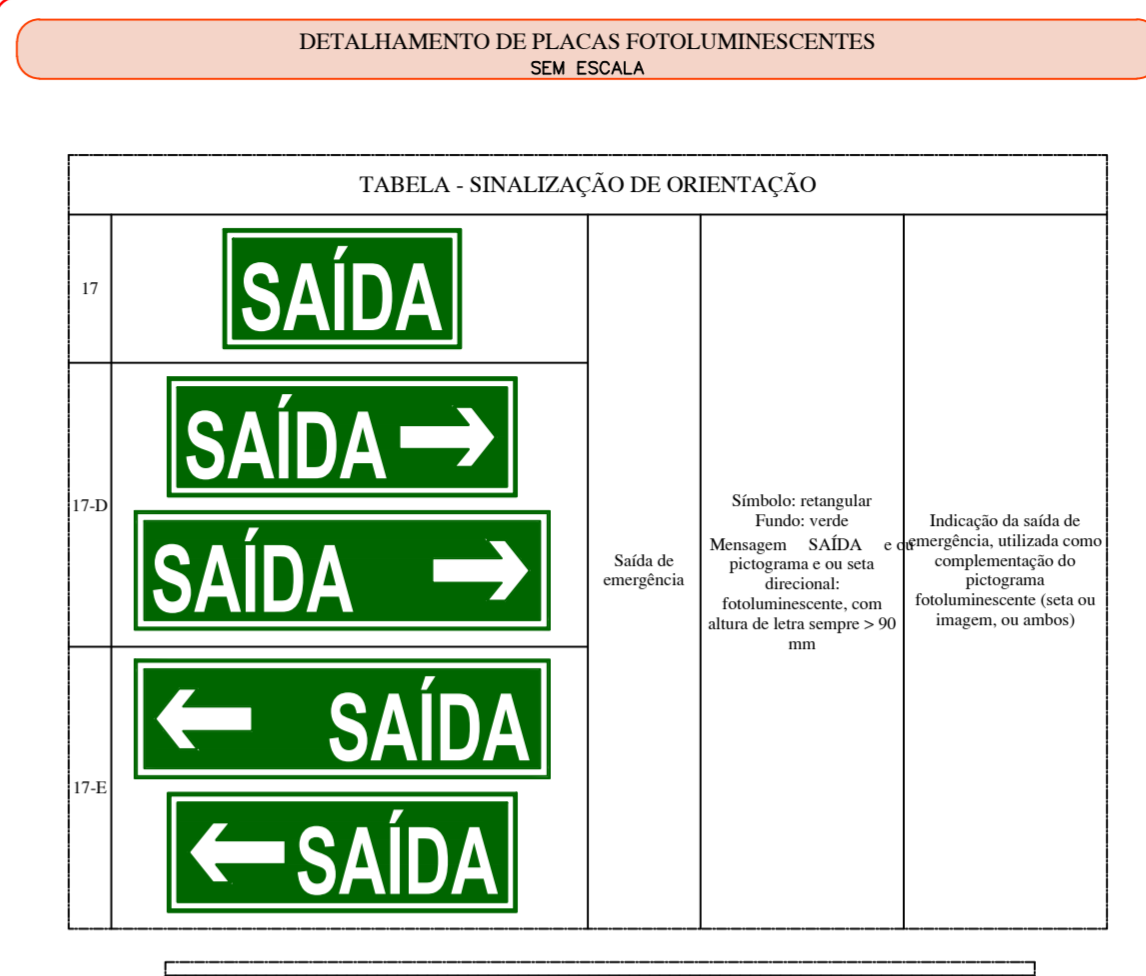 DETALHAMENTO DE PLACAS FOTOLUMINESCENTES
SEM ESCALA
TABELA - SINALIZAÇÃO DE ORIENTAÇÃO
17
SAÍDA
17-D
SAÍDA
SAÍDA
17-E
SAÍDA
SAÍDA
Saída de
emergência
Símbolo: retangular
Fundo: verde
Mensagem SAÍDA e ou
pictograma e ou seta
direcional:
fotoluminescente, com
altura de letra sempre > 90
mm
Indicação da saída de
emergência, utilizada como
complementação do
pictograma
fotoluminescente (seta ou
imagem, ou ambos)